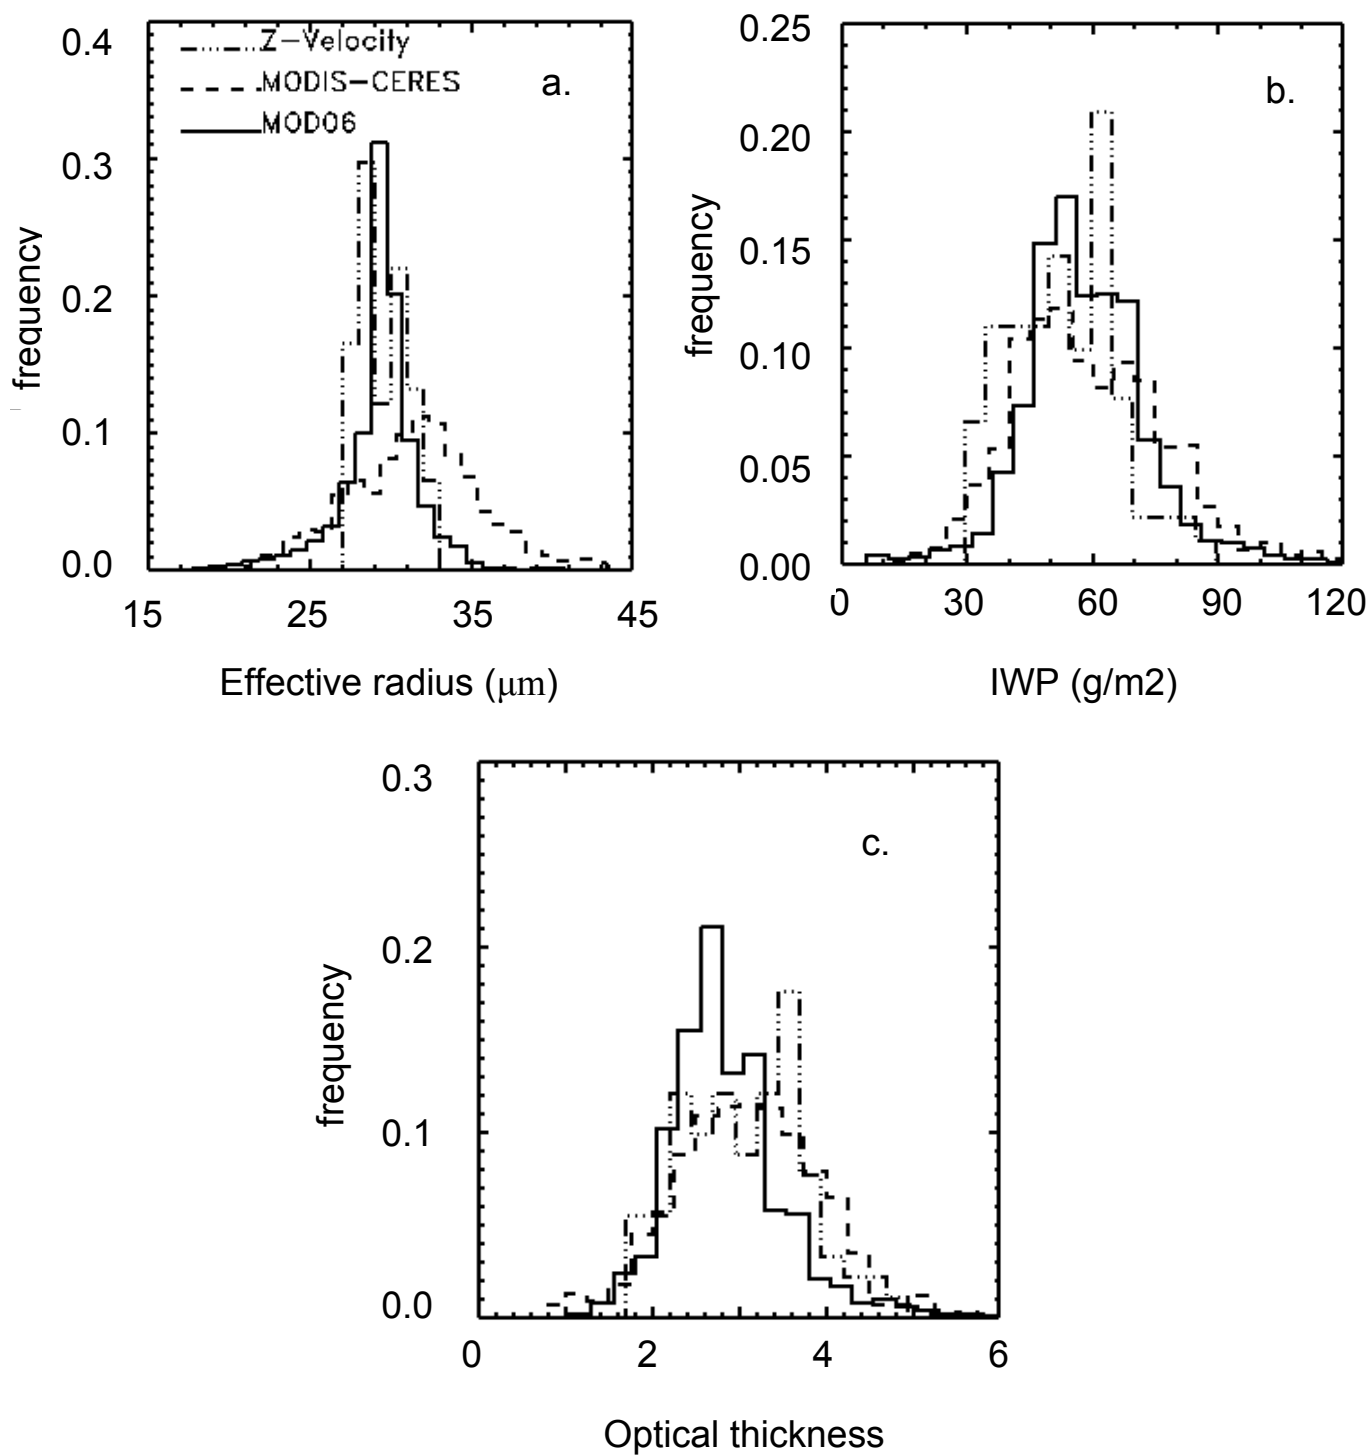 0.4
0.3
0.2
0.1
0.0
frequency
Z-Velocity
MODIS-CERES
MOD06
a.
15 25 35 45
Effective radius (μm)
0.25
0.20
0.15
0.10
0.05
0.00
frequency
b.
0 30 60 90 120
IWP (g/m2)
0.3
0.2
0.1
0.0
frequency
c.
0 2 4 6
Optical thickness